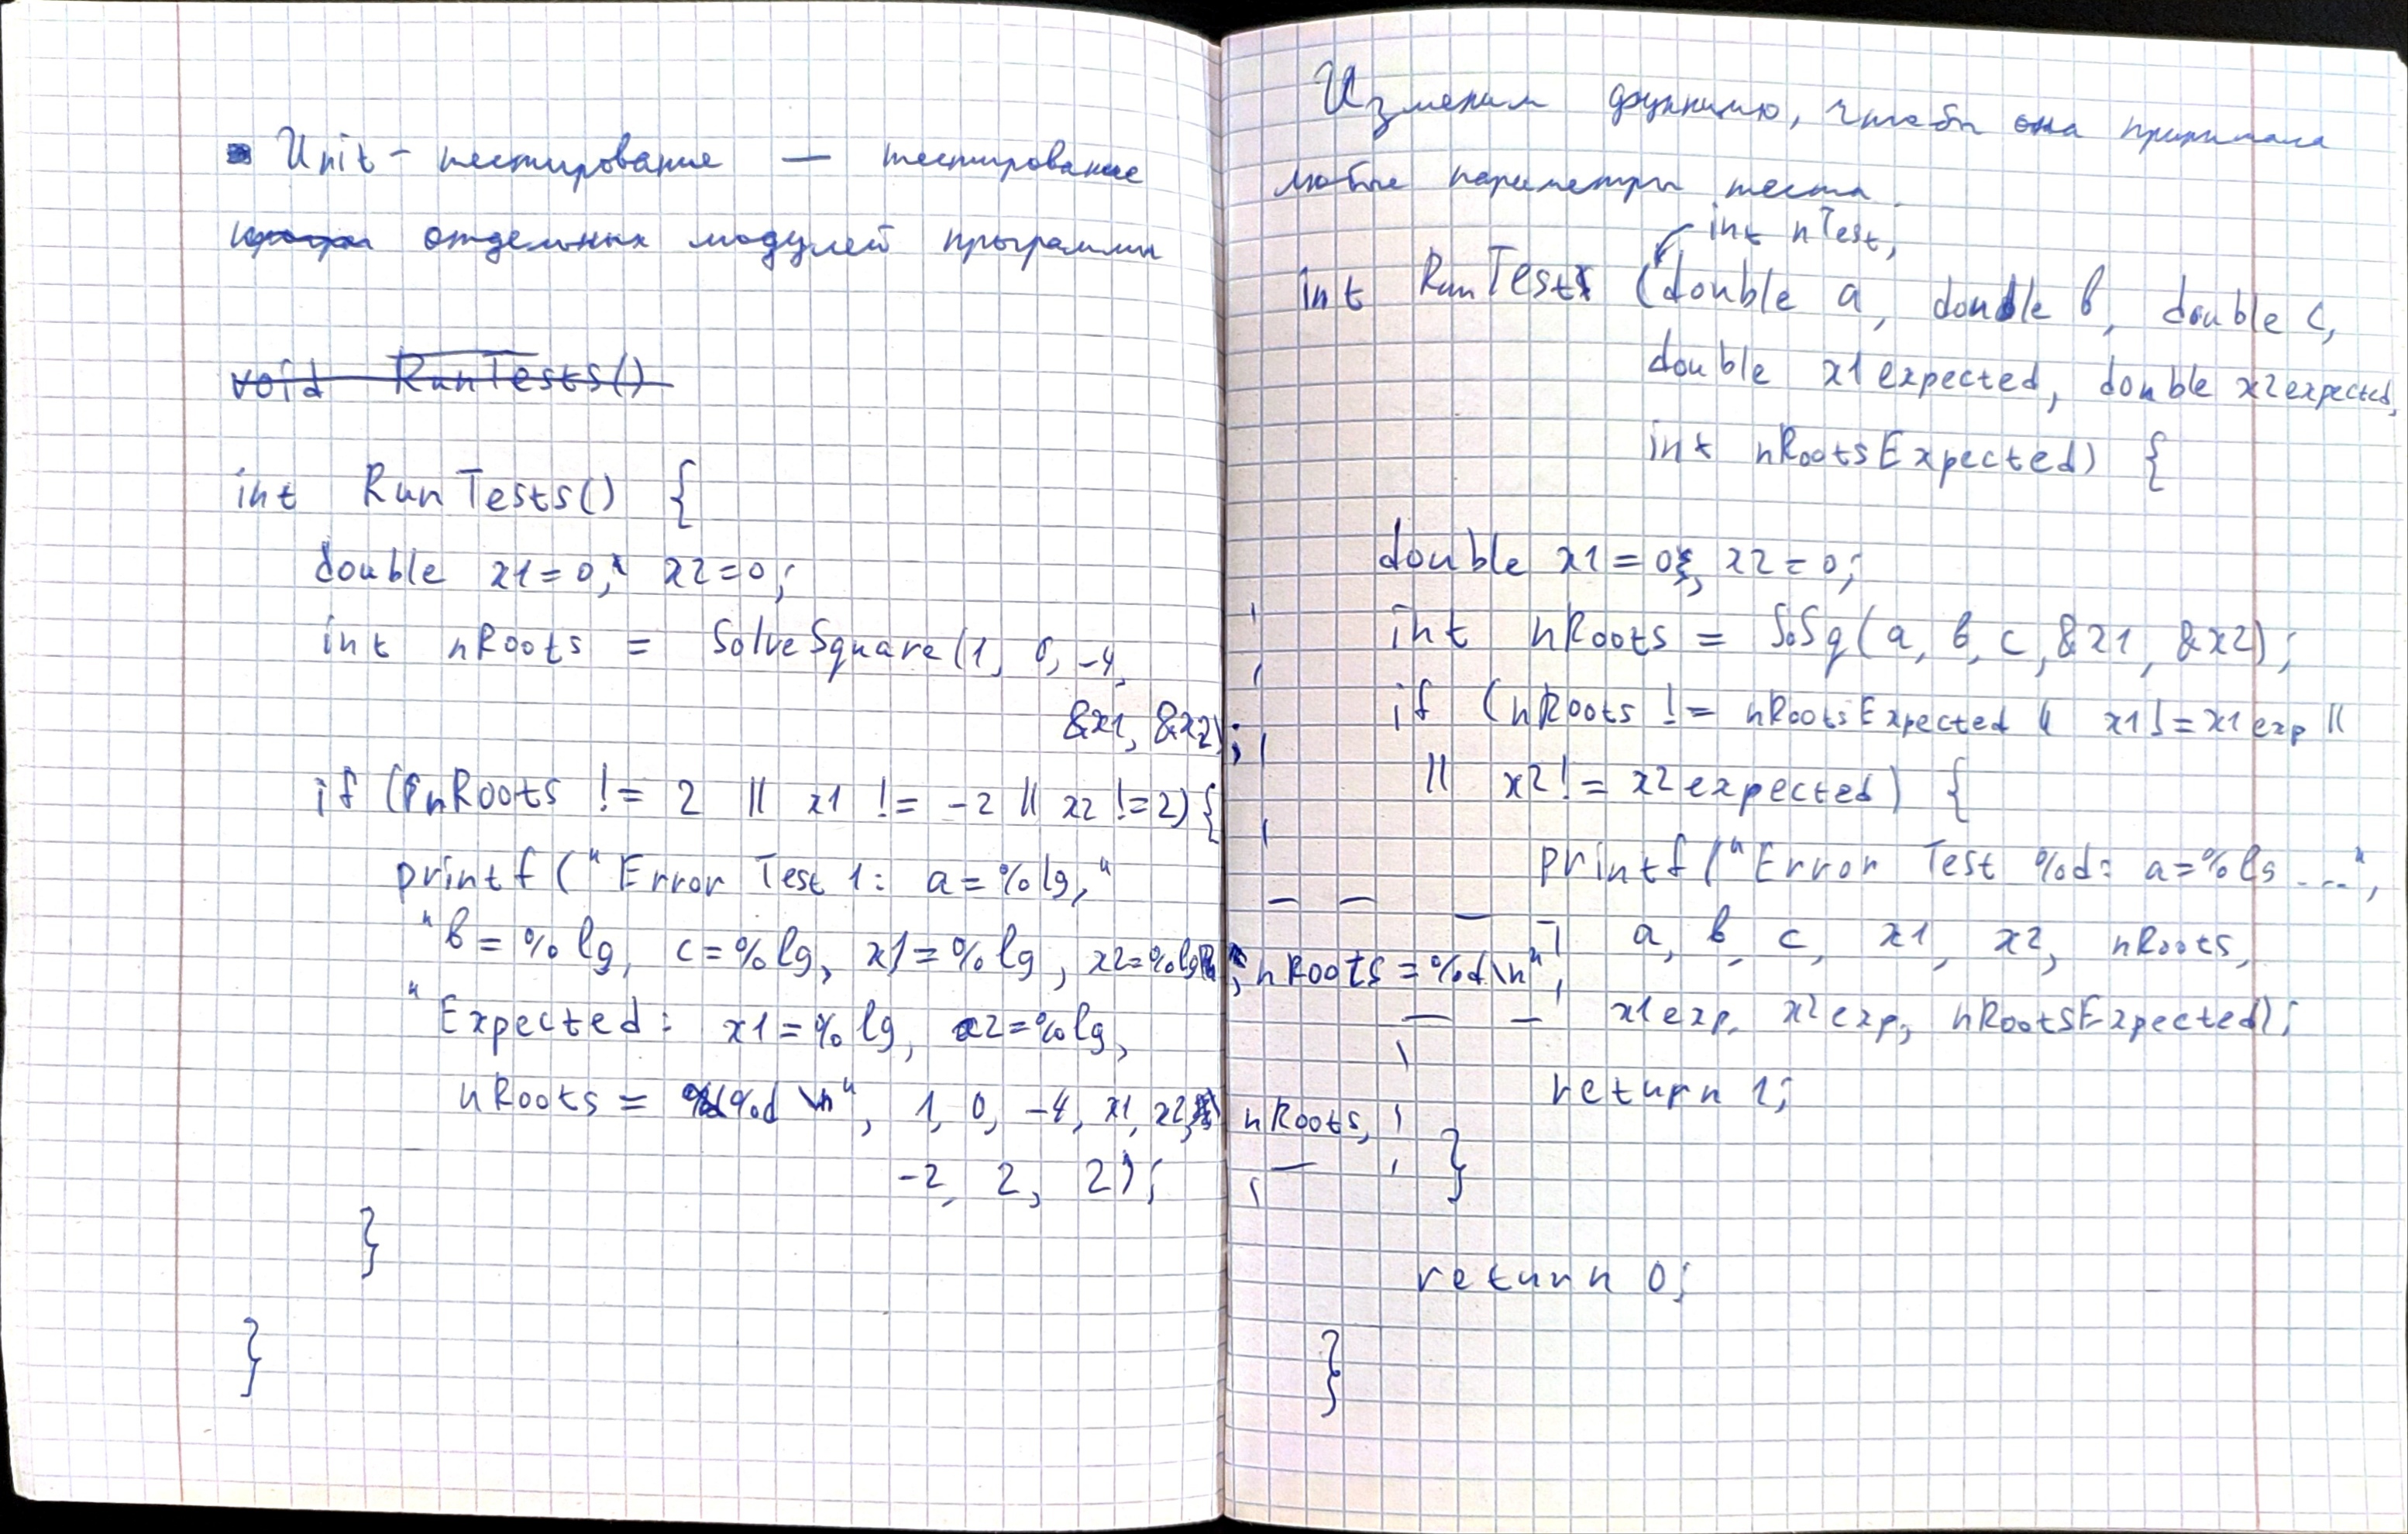 Unit-тестирование — тестирование
отдельных модулей программы
void RunTests()
int RunTests() {
double x1=0, x2=0;
int nRoots = SolveSquare(1, 0, -4,
&x1, &x2);
if (nRoots != 2 || x1 != -2 || x2 != 2) {
printf("Error Test 1: a=%lg,"
"b=%lg, c=%lg, x1=%lg, x2=%lg, nRoots=%d\n",
"Expected: x1=%lg, x2=%lg,
nRoots = %d \n", 1, 0, -4, x1, x2, nRoots,
-2, 2, 2);
}
}
Изменим функцию, чтобы она принимала
любые параметры теста.
int nTest,
int RunTest (double a, double b, double c,
double x1expected, double x2expected,
int nRootsExpected) {
double x1=0, x2=0;
int nRoots = SoSq(a, b, c, &x1, &x2);
if (nRoots != nRootsExpected || x1 != x1exp ||
|| x2 != x2expected) {
printf("Error Test %d: a=%lg ...",
a, b, c, x1, x2, nRoots,
x1exp, x2exp, nRootsExpected);
return 1;
}
return 0;
}